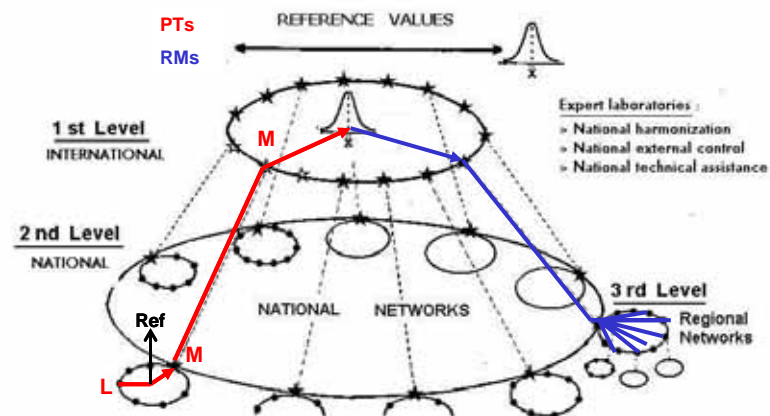 REFERENCE VALUES
PTs
RMs
x
Expert laboratories :
» National harmonization
» National external control
» National technical assistance
1 st Level
INTERNATIONAL
M
x
2 nd Level
NATIONAL
NATIONAL NETWORKS
3 rd Level
Regional
Networks
Ref
M
L